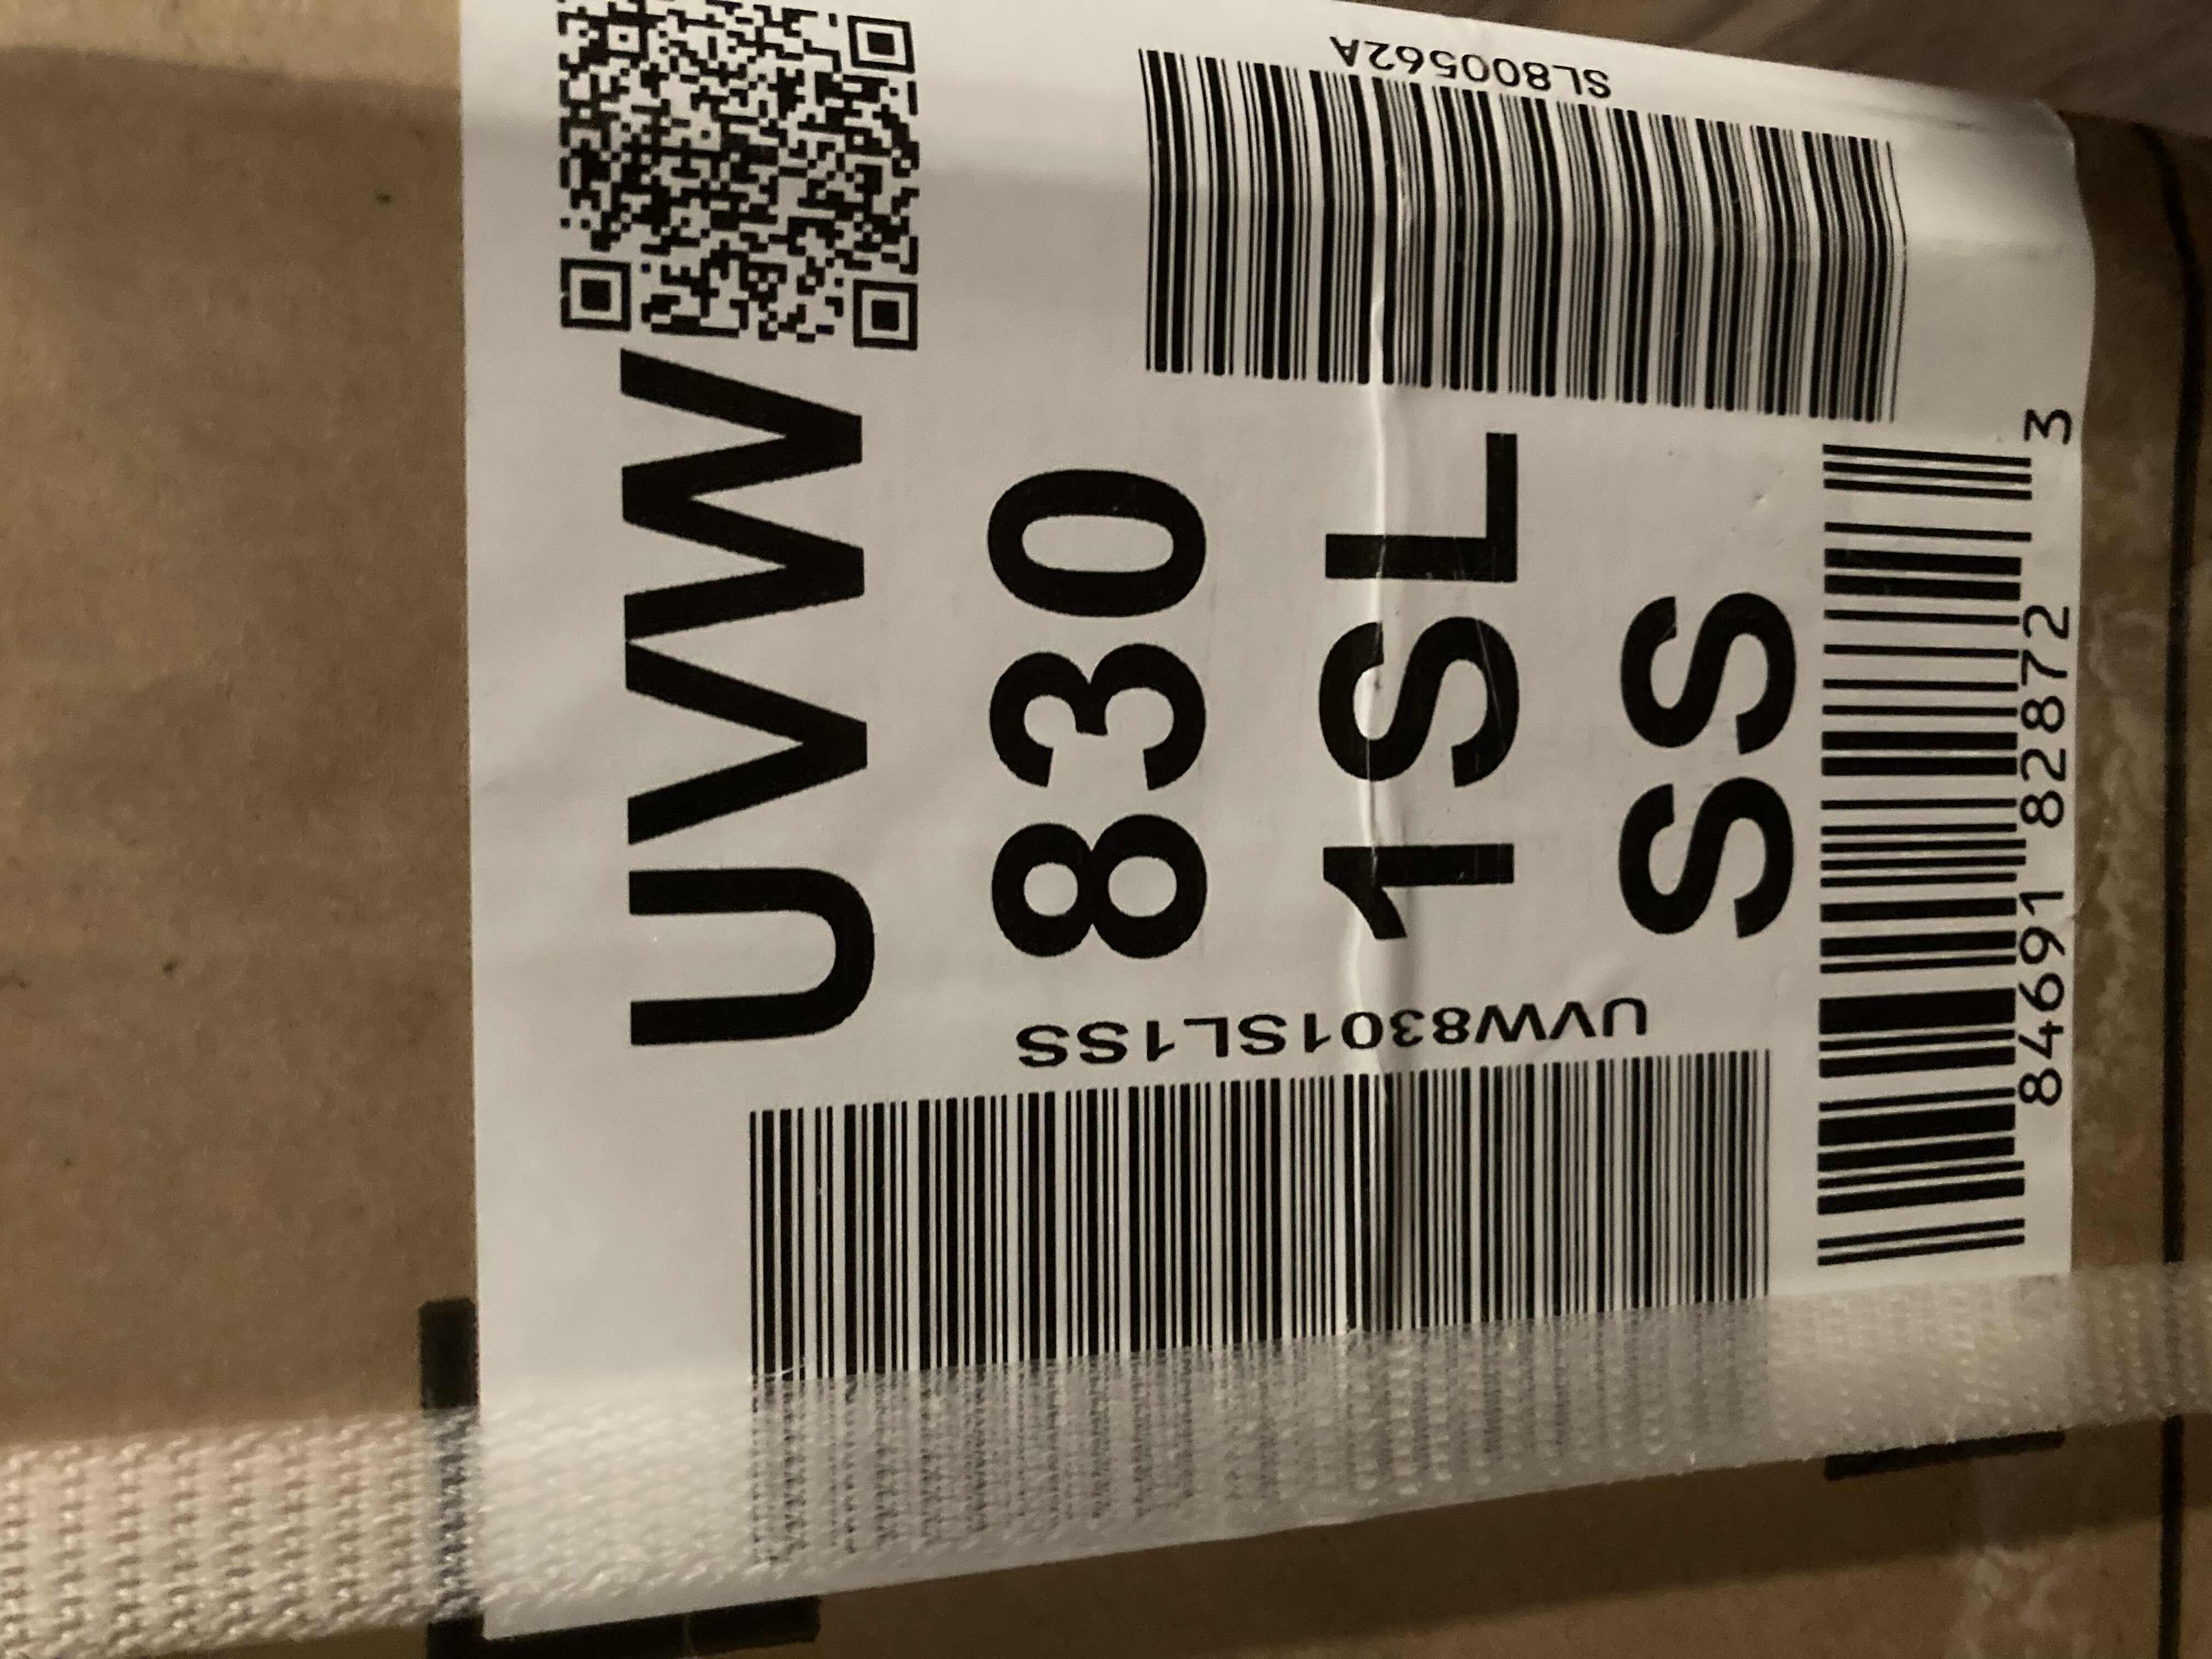 UVW
830
1SL
SS
SL800562A
UVW8301SL1SS
84691 82872 3